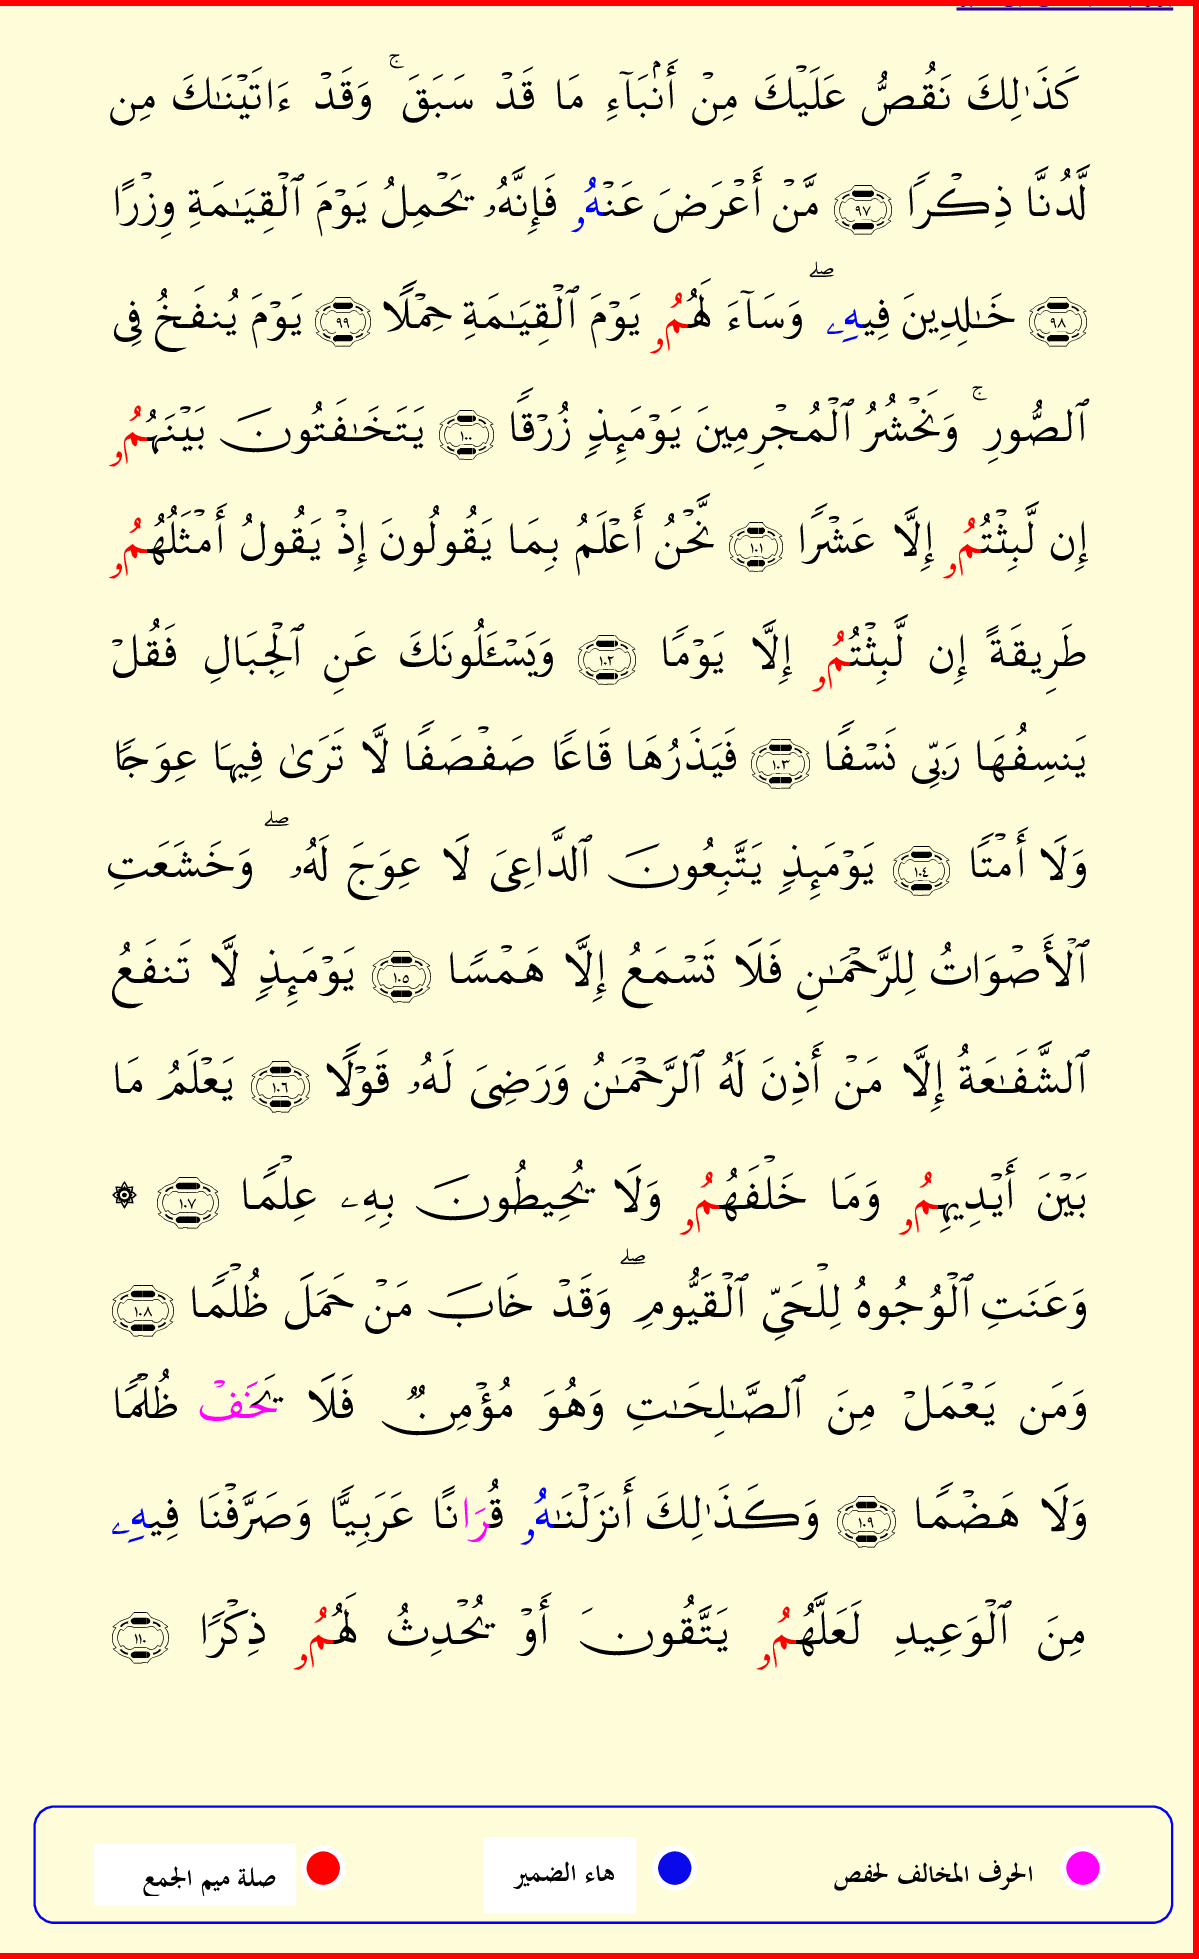 كَذَٰلِكَ نَقُصُّ عَلَيْكَ مِنْ أَنۢبَآءِ مَا قَدْ سَبَقَ ۚ وَقَدْ ءَاتَيْنَـٰكَ مِن
لَّدُنَّا ذِكْرًا ٩٧ مَّنْ أَعْرَضَ عَنْهُۥ فَإِنَّهُۥ يَحْمِلُ يَوْمَ ٱلْقِيَـٰمَةِ وِزْرًا
٩٨ خَـٰلِدِينَ فِيهِۦ ۖ وَسَآءَ لَهُمُۥ يَوْمَ ٱلْقِيَـٰمَةِ حِمْلًا ٩٩ يَوْمَ يُنفَخُ فِى
ٱلصُّورِ ۚ وَنَحْشُرُ ٱلْمُجْرِمِينَ يَوْمَئِذٍ زُرْقًا ١٠٠ يَتَخَـٰفَتُونَ بَيْنَهُمُۥ
إِن لَّبِثْتُمُۥ إِلَّا عَشْرًا ١٠١ نَّحْنُ أَعْلَمُ بِمَا يَقُولُونَ إِذْ يَقُولُ أَمْثَلُهُمُۥ
طَرِيقَةً إِن لَّبِثْتُمُۥ إِلَّا يَوْمًا ١٠٢ وَيَسْـَٔلُونَكَ عَنِ ٱلْجِبَالِ فَقُلْ
يَنسِفُهَا رَبِّى نَسْفًا ١٠٣ فَيَذَرُهَا قَاعًا صَفْصَفًا لَّا تَرَىٰ فِيهَا عِوَجًا
وَلَا أَمْتًا ١٠٤ يَوْمَئِذٍ يَتَّبِعُونَ ٱلدَّاعِىَ لَا عِوَجَ لَهُۥ ۖ وَخَشَعَتِ
ٱلْأَصْوَاتُ لِلرَّحْمَـٰنِ فَلَا تَسْمَعُ إِلَّا هَمْسًا ١٠٥ يَوْمَئِذٍ لَّا تَنفَعُ
ٱلشَّفَـٰعَةُ إِلَّا مَنْ أَذِنَ لَهُ ٱلرَّحْمَـٰنُ وَرَضِىَ لَهُۥ قَوْلًا ١٠٦ يَعْلَمُ مَا
بَيْنَ أَيْدِيهِمُۥ وَمَا خَلْفَهُمُۥ وَلَا يُحِيطُونَ بِهِۦ عِلْمًا ١٠٧ ۞
وَعَنَتِ ٱلْوُجُوهُ لِلْحَىِّ ٱلْقَيُّومِ ۖ وَقَدْ خَابَ مَنْ حَمَلَ ظُلْمًا ١٠٨
وَمَن يَعْمَلْ مِنَ ٱلصَّـٰلِحَـٰتِ وَهُوَ مُؤْمِنٌ فَلَا يَخَفْ ظُلْمًا
وَلَا هَضْمًا ١٠٩ وَكَذَٰلِكَ أَنزَلْنَـٰهُۥ قُرَانًا عَرَبِيًّا وَصَرَّفْنَا فِيهِۦ
مِنَ ٱلْوَعِيدِ لَعَلَّهُمُۥ يَتَّقُونَ أَوْ يُحْدِثُ لَهُمُۥ ذِكْرًا ١١٠
الحرف المخالف لحفص هاء الضمير صلة ميم الجمع